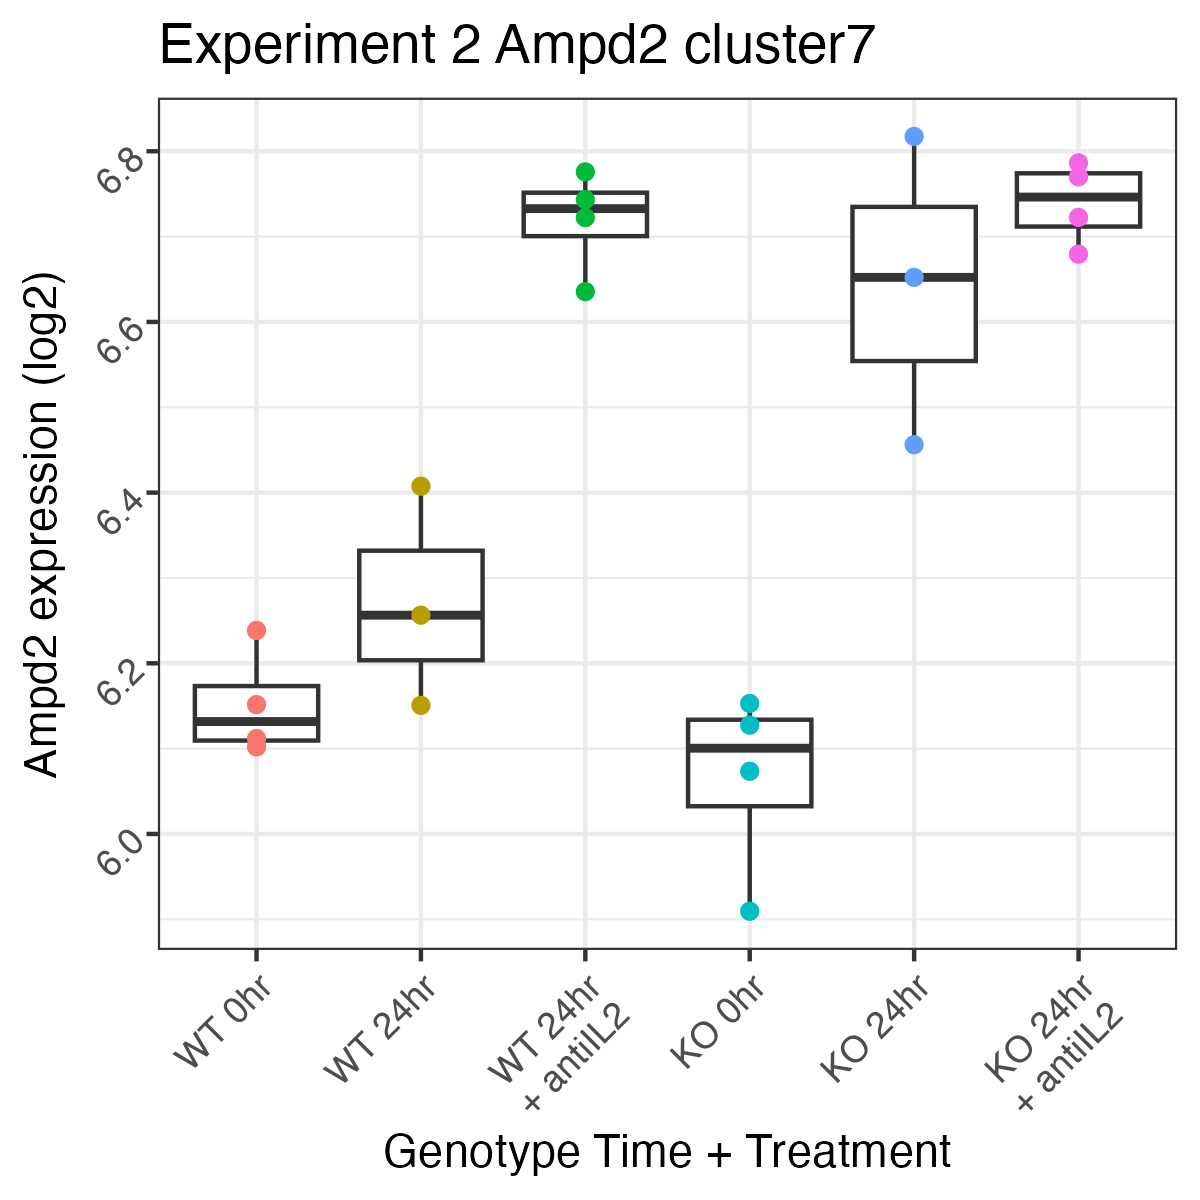 Experiment 2 Ampd2 cluster7
Ampd2 expression (log2)
6.8
6.6
6.4
6.2
6.0
WT 0hr
WT 24hr
WT 24hr
+ antiIL2
KO 0hr
KO 24hr
KO 24hr
+ antiIL2
Genotype Time + Treatment